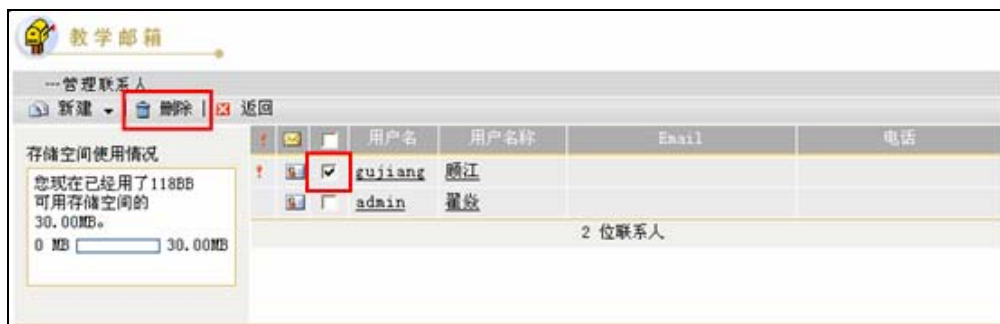 教学邮箱
---管理联系人
新建 | 删除 | 返回
存储空间使用情况
您现在已经用了118BB
可用存储空间的
30.00MB。
0 MB 30.00MB
! 用户名 用户名称 Email 电话
! gujiang 顾江
admin 翟焱
2 位联系人